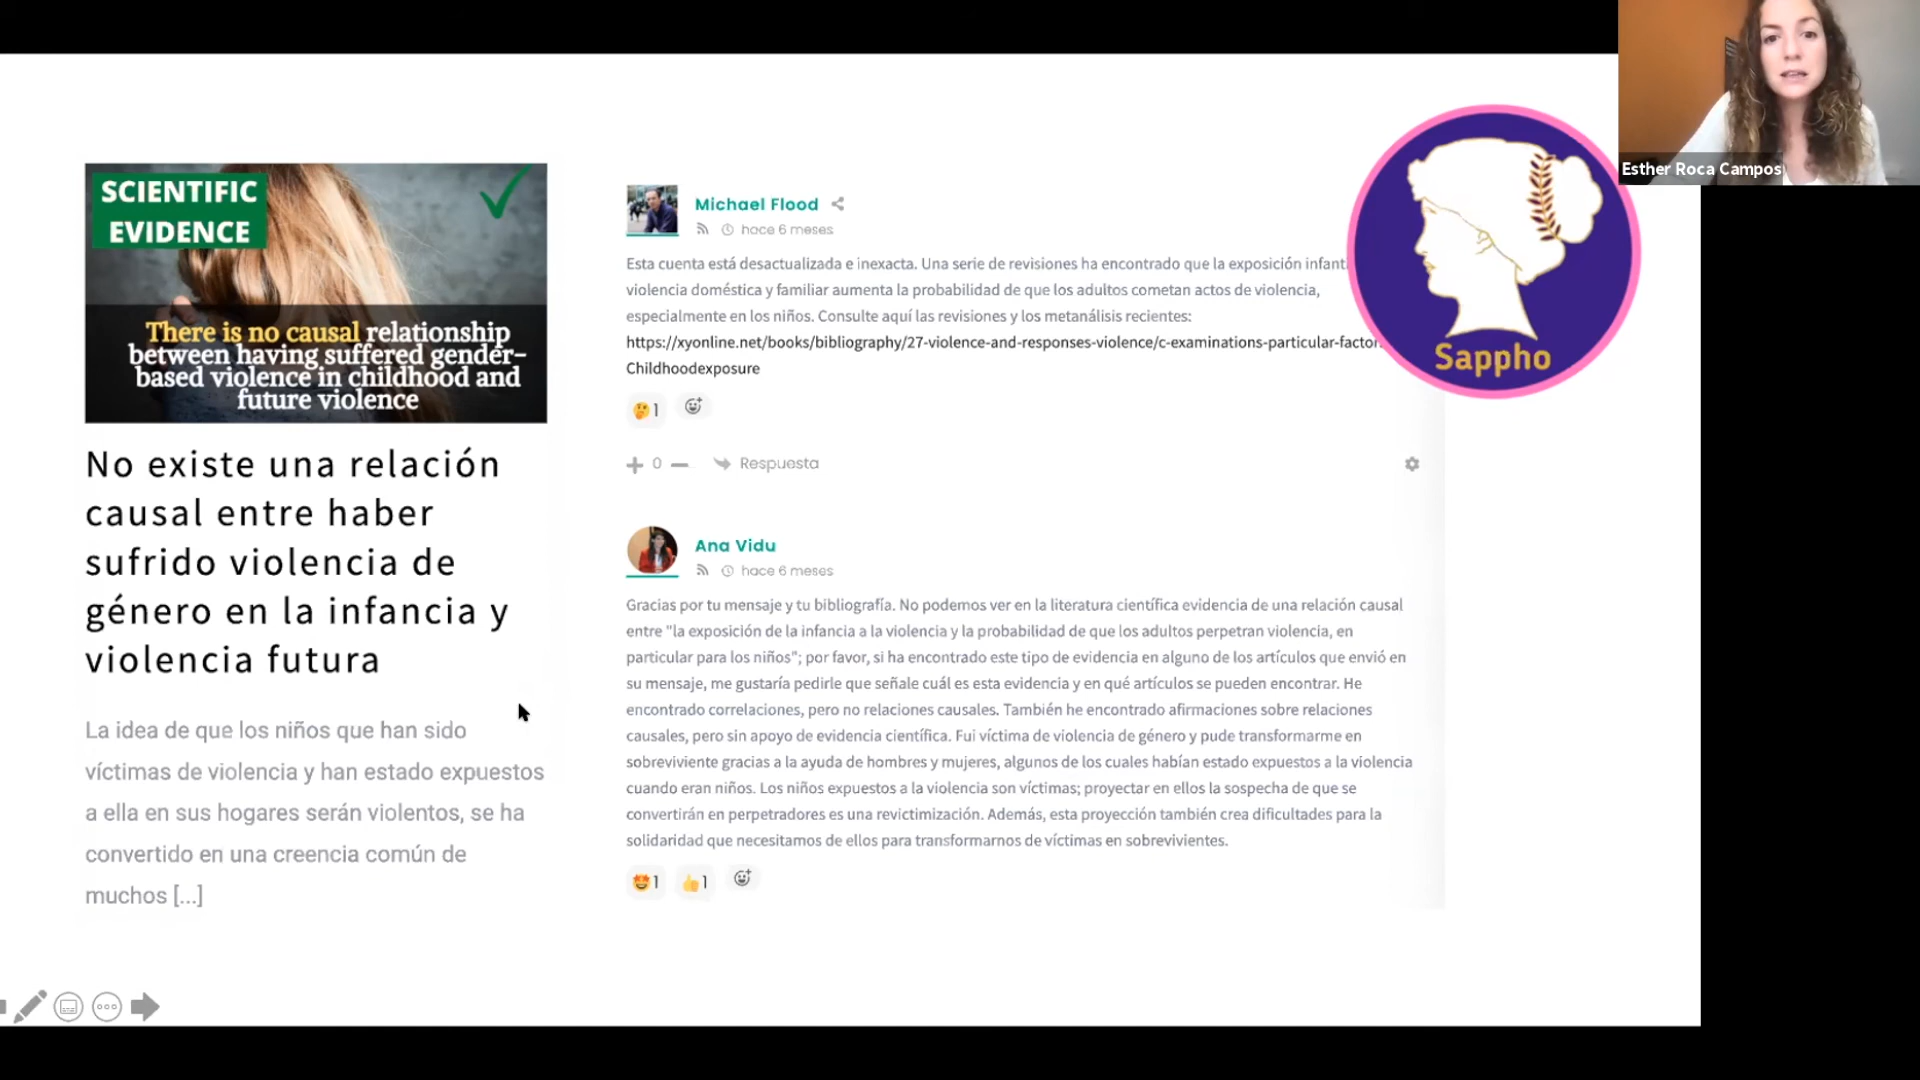 SCIENTIFIC
EVIDENCE
There is no causal relationship
between having suffered gender-
based violence in childhood and
future violence
No existe una relación
causal entre haber
sufrido violencia de
género en la infancia y
violencia futura
La idea de que los niños que han sido
víctimas de violencia y han estado expuestos
a ella en sus hogares serán violentos, se ha
convertido en una creencia común de
muchos [...]
Michael Flood
hace 6 meses
Esta cuenta está desactualizada e inexacta. Una serie de revisiones ha encontrado que la exposición
violencia doméstica y familiar aumenta la probabilidad de que los adultos cometan actos de violencia,
especialmente en los niños. Consulte aquí las revisiones y los metanálisis recientes:
https://xyonline.net/books/bibliography/27-violence-and-responses-violence/c-examinations-particular-factor
Childhoodexposure
1
0
Respuesta
Ana Vidu
hace 6 meses
Gracias por tu mensaje y tu bibliografía. No podemos ver en la literatura científica evidencia de una relación causal
entre "la exposición de la infancia a la violencia y la probabilidad de que los adultos perpetran violencia, en
particular para los niños"; por favor, si ha encontrado este tipo de evidencia en alguno de los artículos que envió en
su mensaje, me gustaría pedirle que señale cuál es esta evidencia y en qué artículos se pueden encontrar. He
encontrado correlaciones, pero no relaciones causales. También he encontrado afirmaciones sobre relaciones
causales, pero sin apoyo de evidencia científica. Fui víctima de violencia de género y pude transformarme en
sobreviviente gracias a la ayuda de hombres y mujeres, algunos de los cuales habían estado expuestos a la violencia
cuando eran niños. Los niños expuestos a la violencia son víctimas; proyectar en ellos la sospecha de que se
convertirán en perpetradores es una revictimización. Además, esta proyección también crea dificultades para la
solidaridad que necesitamos de ellos para transformarnos de víctimas en sobrevivientes.
1 1
Sappho
Esther Roca Campos